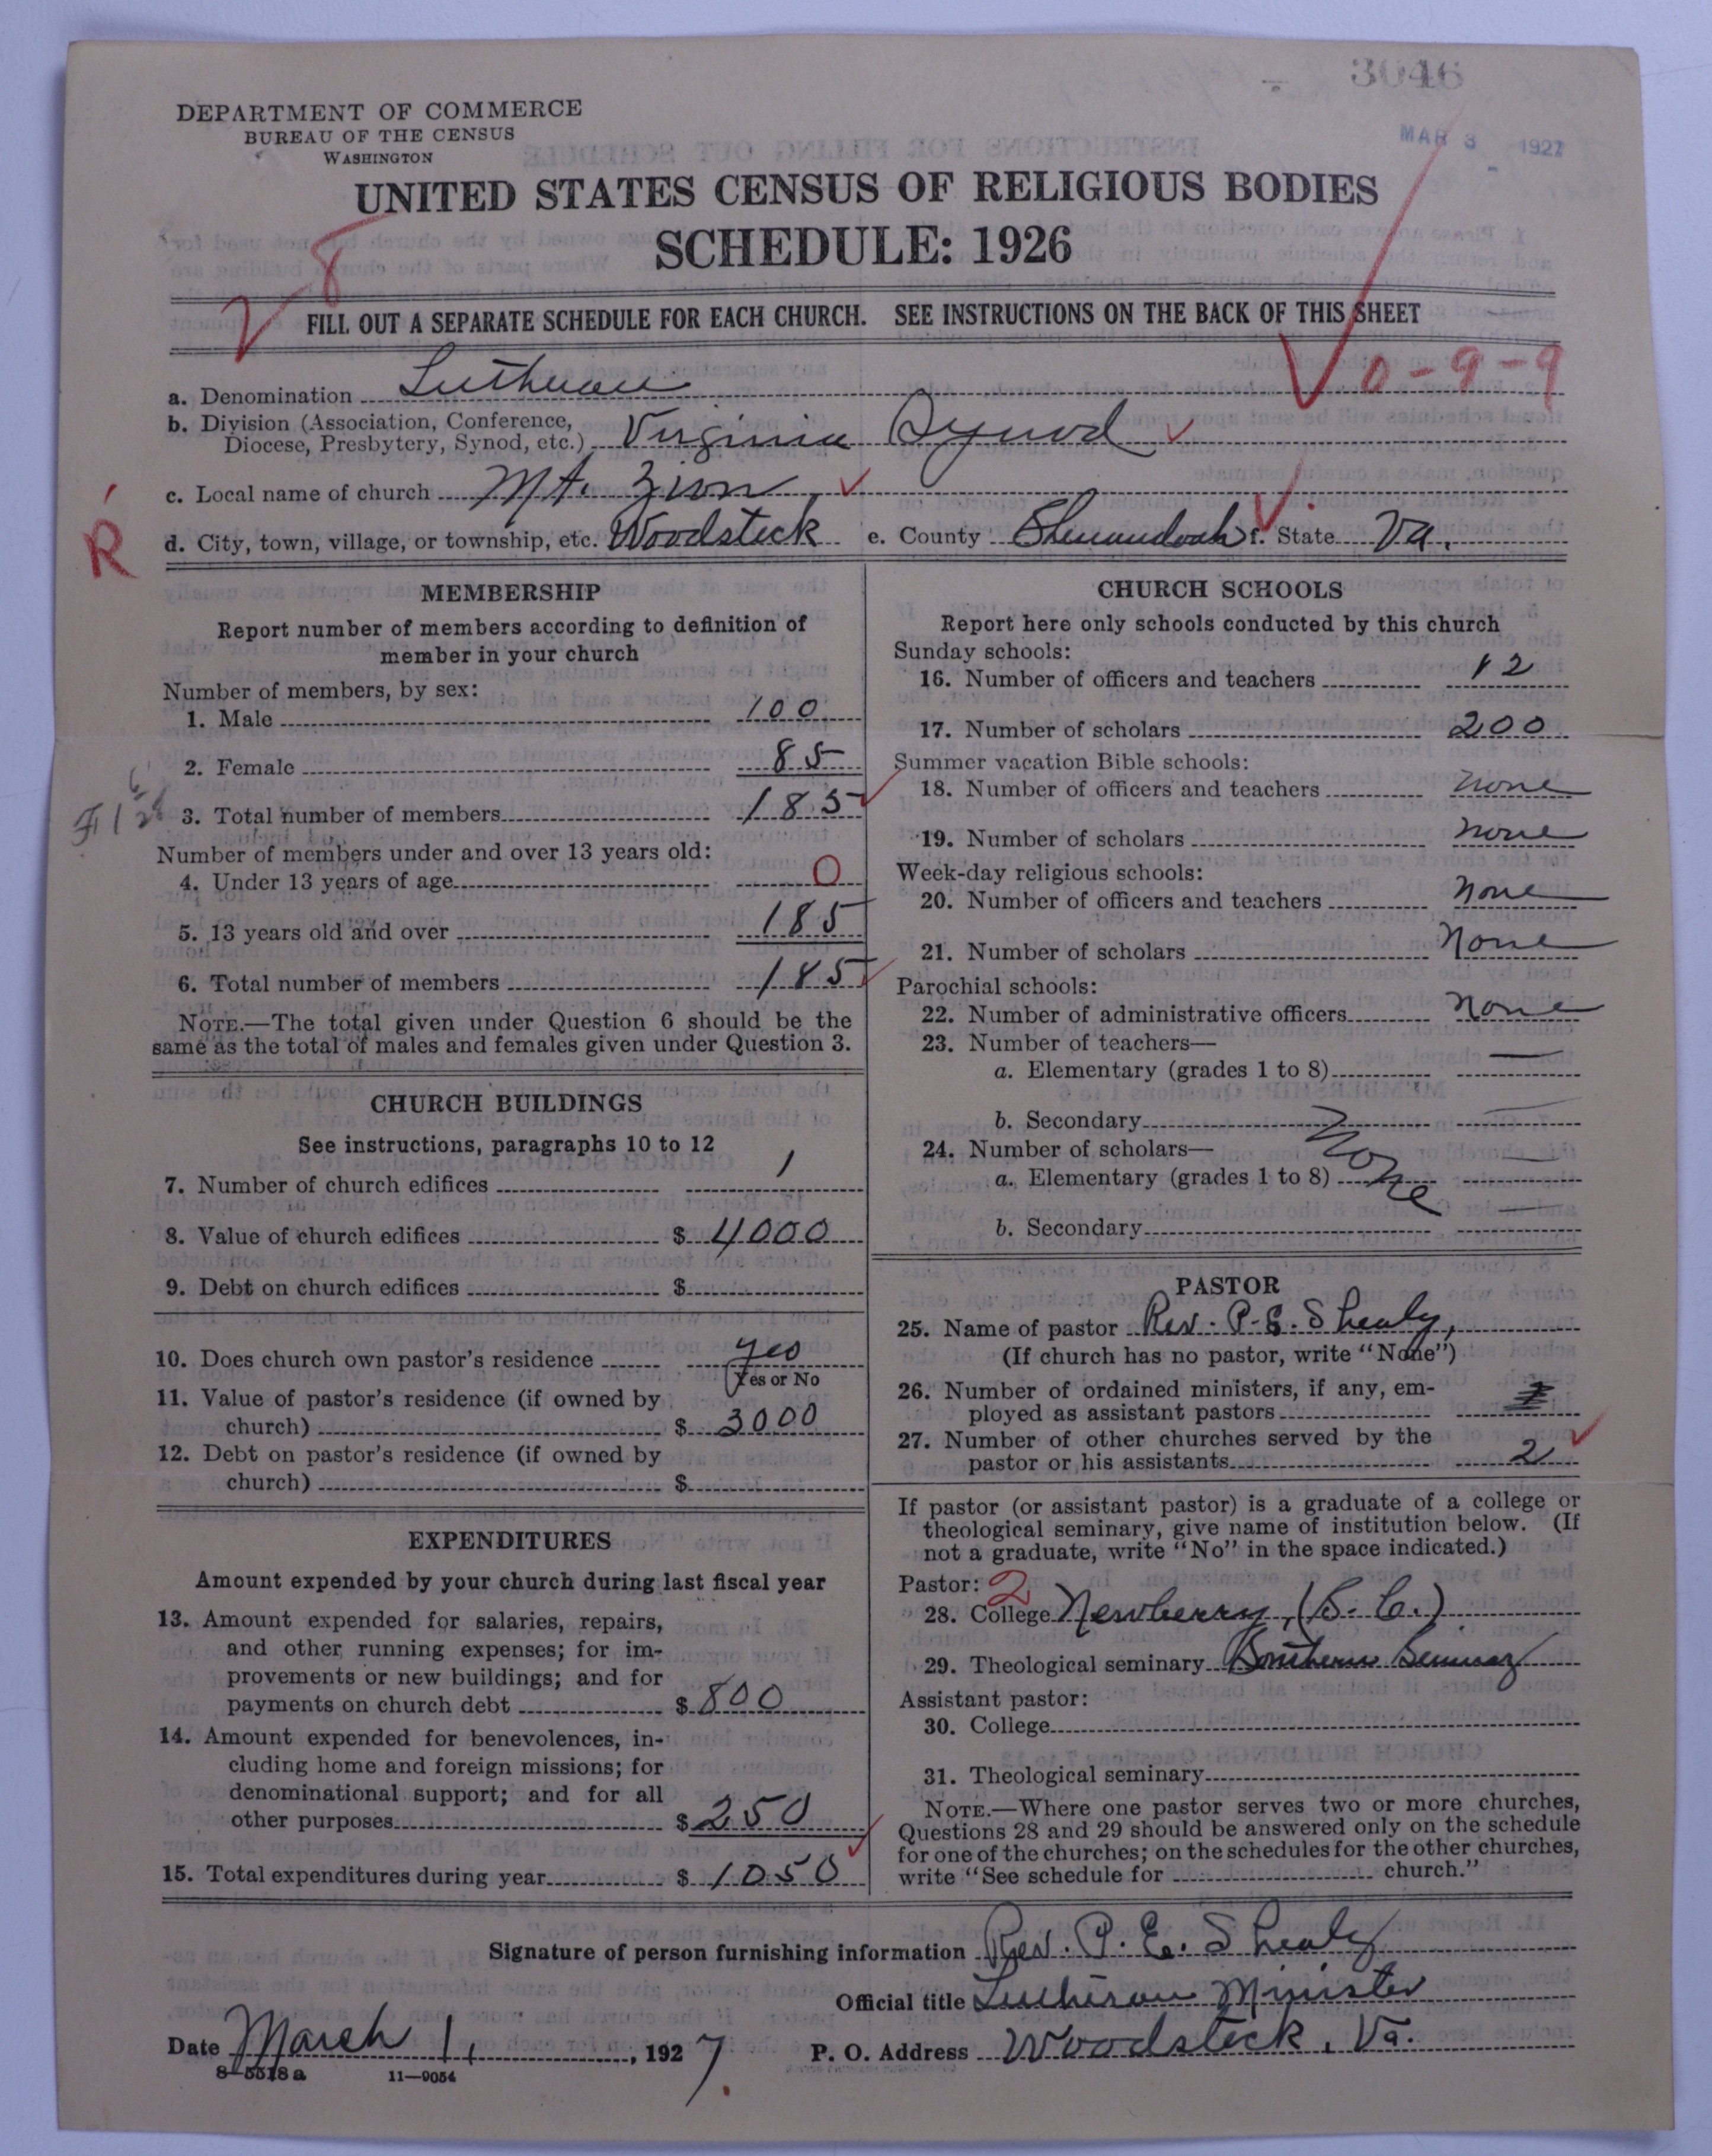 3046
DEPARTMENT OF COMMERCE
BUREAU OF THE CENSUS
WASHINGTON
MAR 3 1927
UNITED STATES CENSUS OF RELIGIOUS BODIES
SCHEDULE: 1926
8
FILL OUT A SEPARATE SCHEDULE FOR EACH CHURCH. SEE INSTRUCTIONS ON THE BACK OF THIS SHEET
0-9-9
a. Denomination Lutheran
b. Division (Association, Conference,
Diocese, Presbytery, Synod, etc.) Virginia Synod
c. Local name of church Mt. Zion
R
d. City, town, village, or township, etc. Woodstock e. County Shenandoah f. State Va.
MEMBERSHIP
Report number of members according to definition of
member in your church
Number of members, by sex:
1. Male 100
2. Female 85
3. Total number of members 185
Number of members under and over 13 years old:
4. Under 13 years of age 0
5. 13 years old and over 185
6. Total number of members 185
NOTE.—The total given under Question 6 should be the
same as the total of males and females given under Question 3.
CHURCH BUILDINGS
See instructions, paragraphs 10 to 12
7. Number of church edifices 1
8. Value of church edifices $ 4000
9. Debt on church edifices $
10. Does church own pastor's residence yes
(Yes or No
11. Value of pastor's residence (if owned by
church) $ 3000
12. Debt on pastor's residence (if owned by
church) $
EXPENDITURES
Amount expended by your church during last fiscal year
13. Amount expended for salaries, repairs,
and other running expenses; for im-
provements or new buildings; and for
payments on church debt $ 800
14. Amount expended for benevolences, in-
cluding home and foreign missions; for
denominational support; and for all
other purposes $ 250
15. Total expenditures during year $ 1050
CHURCH SCHOOLS
Report here only schools conducted by this church
Sunday schools:
16. Number of officers and teachers 12
17. Number of scholars 200
Summer vacation Bible schools:
18. Number of officers and teachers none
19. Number of scholars none
Week-day religious schools:
20. Number of officers and teachers none
21. Number of scholars none
Parochial schools:
22. Number of administrative officers none
23. Number of teachers—
a. Elementary (grades 1 to 8) —
b. Secondary —
24. Number of scholars— None
a. Elementary (grades 1 to 8) —
b. Secondary —
PASTOR
25. Name of pastor Rev. P. E. Shealy,
(If church has no pastor, write "None")
26. Number of ordained ministers, if any, em-
ployed as assistant pastors
27. Number of other churches served by the
pastor or his assistants 2
If pastor (or assistant pastor) is a graduate of a college or
theological seminary, give name of institution below. (If
not a graduate, write "No" in the space indicated.)
Pastor: 2
28. College Newberry, (S. C.)
29. Theological seminary Southern Seminary
Assistant pastor:
30. College
31. Theological seminary
NOTE.—Where one pastor serves two or more churches,
Questions 28 and 29 should be answered only on the schedule
for one of the churches; on the schedules for the other churches,
write "See schedule for church."
Signature of person furnishing information Rev. P. E. Shealy
Official title Lutheran Minister
Date March 1, , 1927. P. O. Address Woodstock, Va.
8-5518a 11—9054